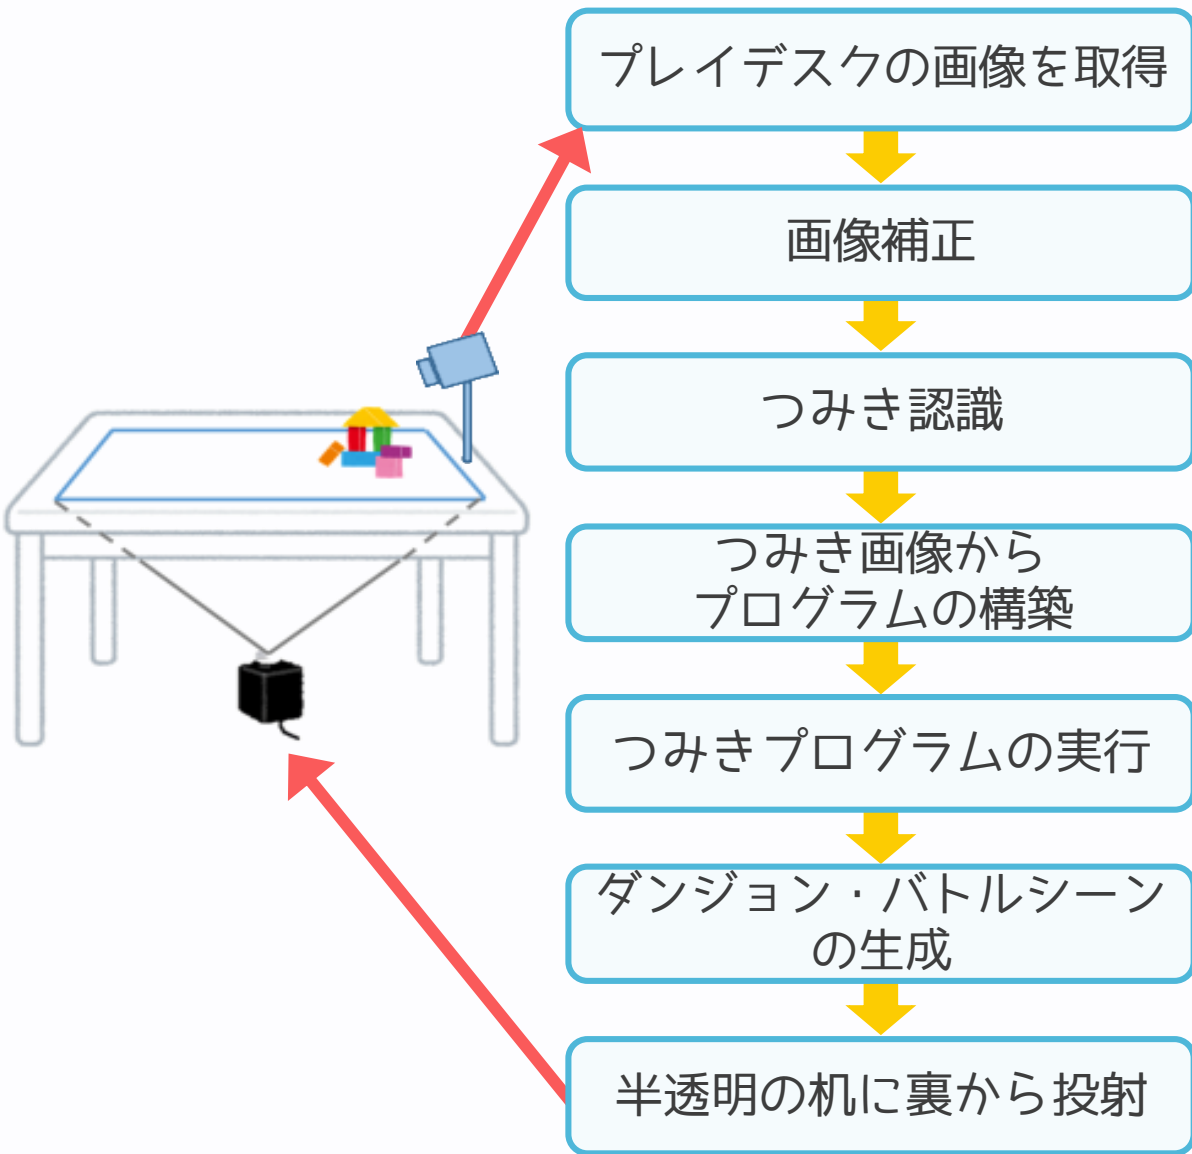 プレイデスクの画像を取得
画像補正
つみき認識
つみき画像から
プログラムの構築
つみきプログラムの実行
ダンジョン・バトルシーン
の生成
半透明の机に裏から投射